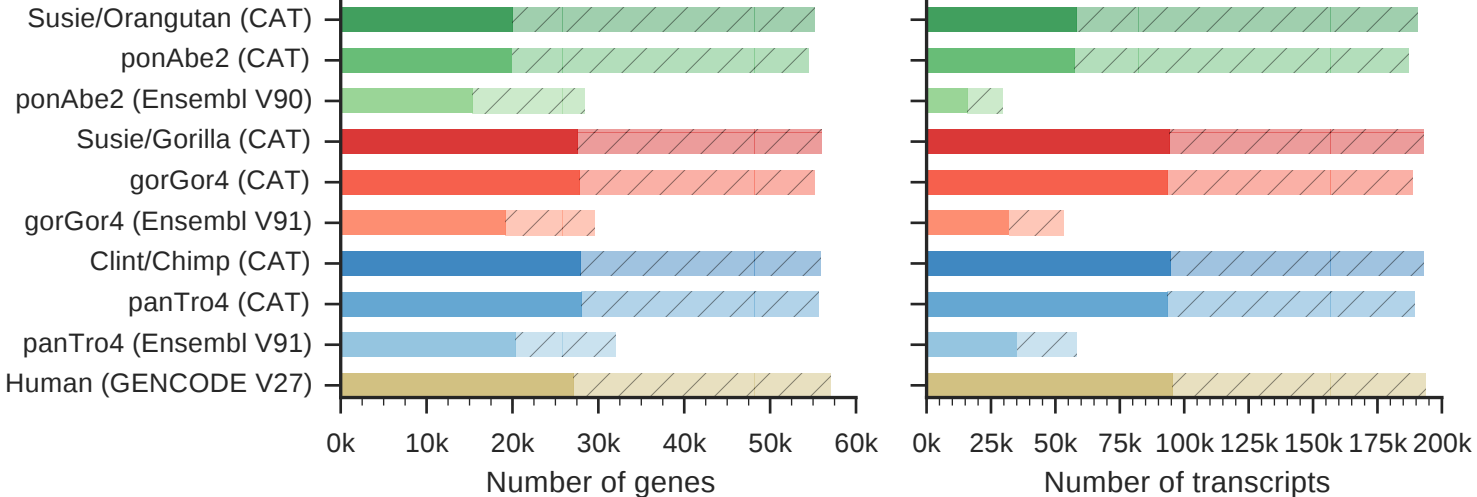 Susie/Orangutan (CAT)
ponAbe2 (CAT)
ponAbe2 (Ensembl V90)
Susie/Gorilla (CAT)
gorGor4 (CAT)
gorGor4 (Ensembl V91)
Clint/Chimp (CAT)
panTro4 (CAT)
panTro4 (Ensembl V91)
Human (GENCODE V27)
0k 10k 20k 30k 40k 50k 60k
Number of genes
0k 25k 50k 75k 100k 125k 150k 175k 200k
Number of transcripts